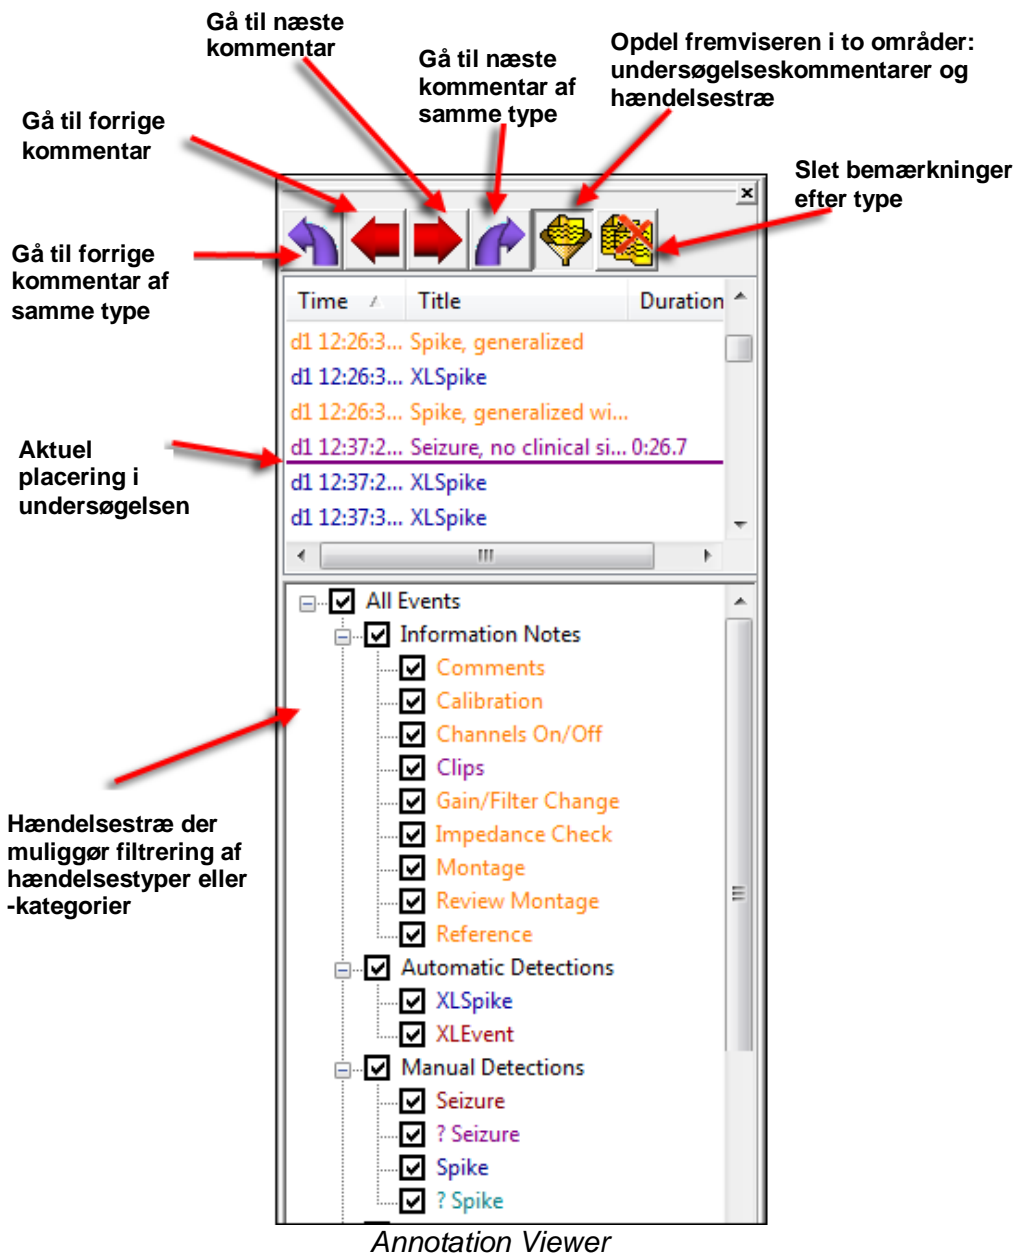 Gå til næste
kommentar
Gå til næste
kommentar af
samme type
Opdel fremviseren i to områder:
undersøgelseskommentarer og
hændelsestræ
Gå til forrige
kommentar
Slet bemærkninger
efter type
Gå til forrige
kommentar af
samme type
Time Title Duration
d1 12:26:3... Spike, generalized
d1 12:26:3... XLSpike
d1 12:26:3... Spike, generalized wi...
d1 12:37:2... Seizure, no clinical si... 0:26.7
d1 12:37:2... XLSpike
d1 12:37:3... XLSpike
Aktuel
placering i
undersøgelsen
All Events
Information Notes
Comments
Calibration
Channels On/Off
Clips
Gain/Filter Change
Impedance Check
Montage
Review Montage
Reference
Automatic Detections
XLSpike
XLEvent
Manual Detections
Seizure
? Seizure
Spike
? Spike
Hændelsestræ der
muliggør filtrering af
hændelsestyper eller
-kategorier
Annotation Viewer